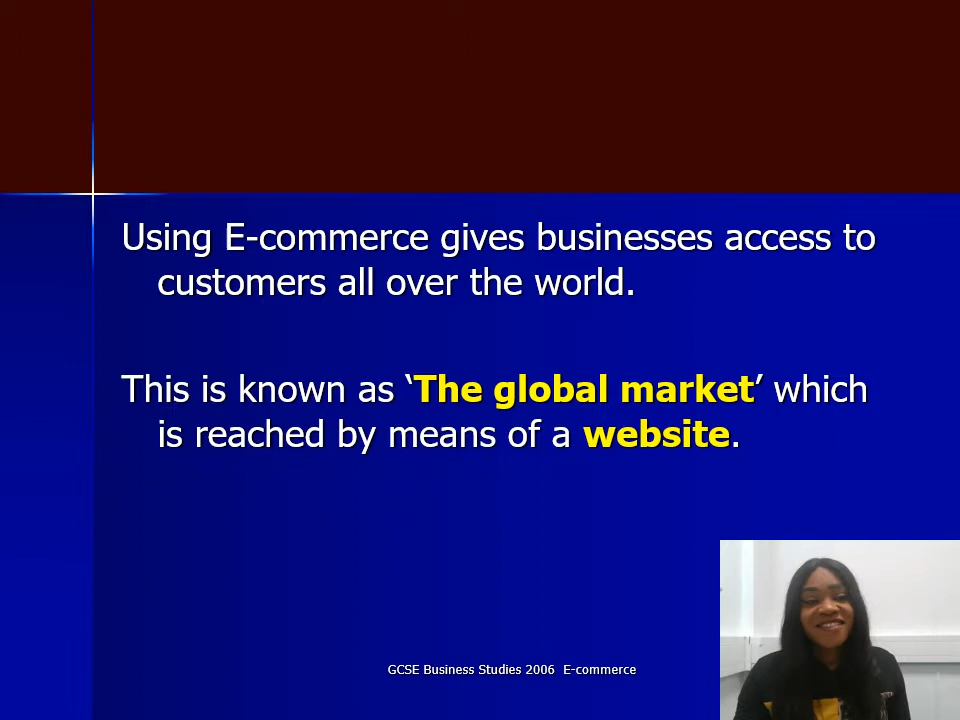 Using E-commerce gives businesses access to
customers all over the world.
This is known as ‘The global market’ which
is reached by means of a website.
GCSE Business Studies 2006 E-commerce